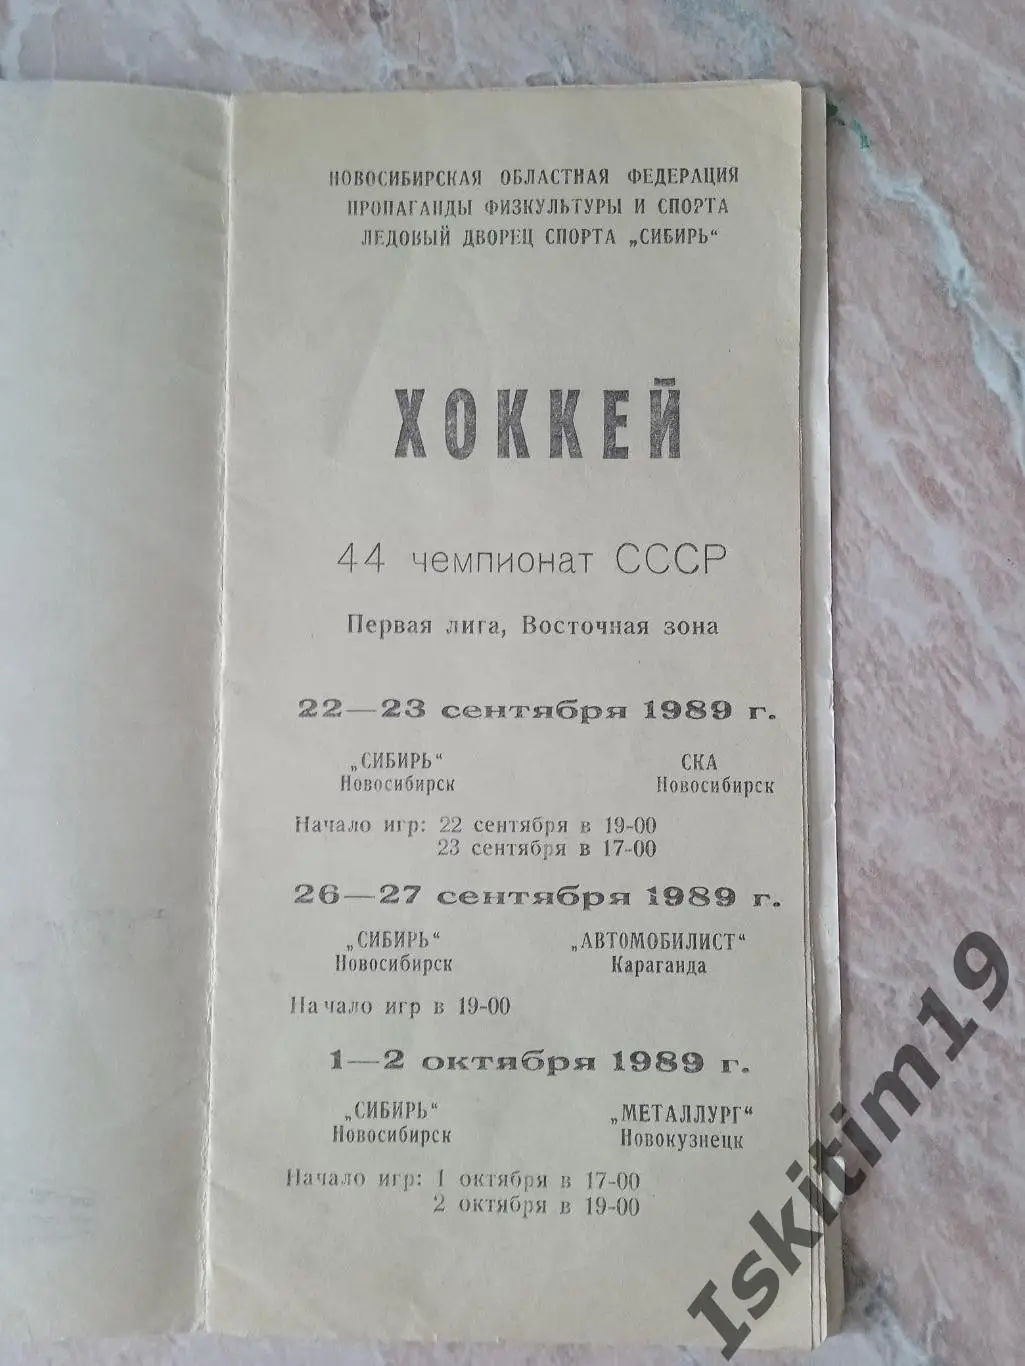 НОВОСИБИРСКАЯ ОБЛАСТНАЯ ФЕДЕРАЦИЯ
ПРОПАГАНДЫ ФИЗКУЛЬТУРЫ И СПОРТА
ЛЕДОВЫЙ ДВОРЕЦ СПОРТА „СИБИРЬ“
ХОККЕЙ
44 чемпионат СССР
Первая лига, Восточная зона
22—23 сентября 1989 г.
„СИБИРЬ“ СКА
Новосибирск Новосибирск
Начало игр: 22 сентября в 19-00
23 сентября в 17-00
26—27 сентября 1989 г.
„СИБИРЬ“ „АВТОМОБИЛИСТ“
Новосибирск Караганда
Начало игр в 19-00
1—2 октября 1989 г.
„СИБИРЬ“ „МЕТАЛЛУРГ“
Новосибирск Новокузнецк
Начало игр: 1 октября в 17-00
2 октября в 19-00
Iskitim19